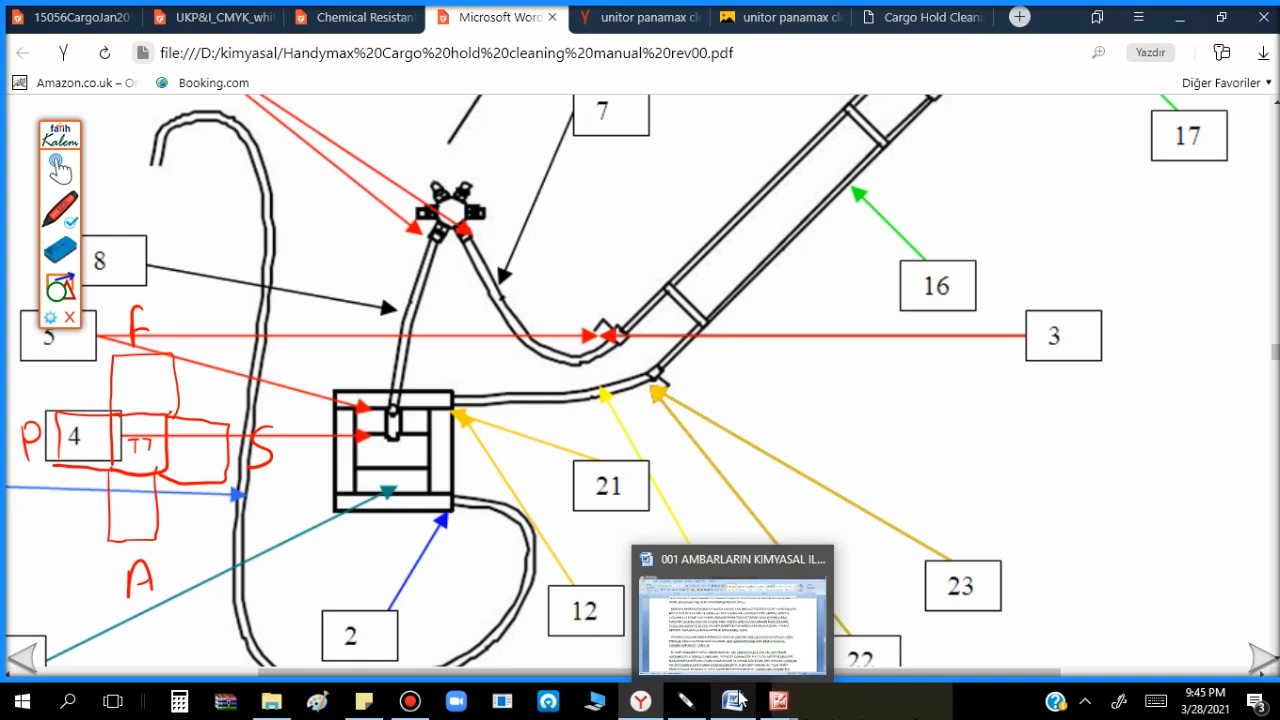 15056CargoJan20
UKP&I_CMYK_whi
Chemical Resistan
Microsoft Word
unitor panamax cl
unitor panamax cl
Cargo Hold Cleani
file:///D:/kimyasal/Handymax%20Cargo%20hold%20cleaning%20manual%20rev00.pdf
Yazdır
Amazon.co.uk – O
Booking.com
Diğer Favoriler
fatih
Kalem
7
17
8
16
F
5
3
P
4
TT
S
21
A
23
12
2
22
001 AMBARLARIN KIMYASAL IL...
9:45 PM
3/28/2021
3